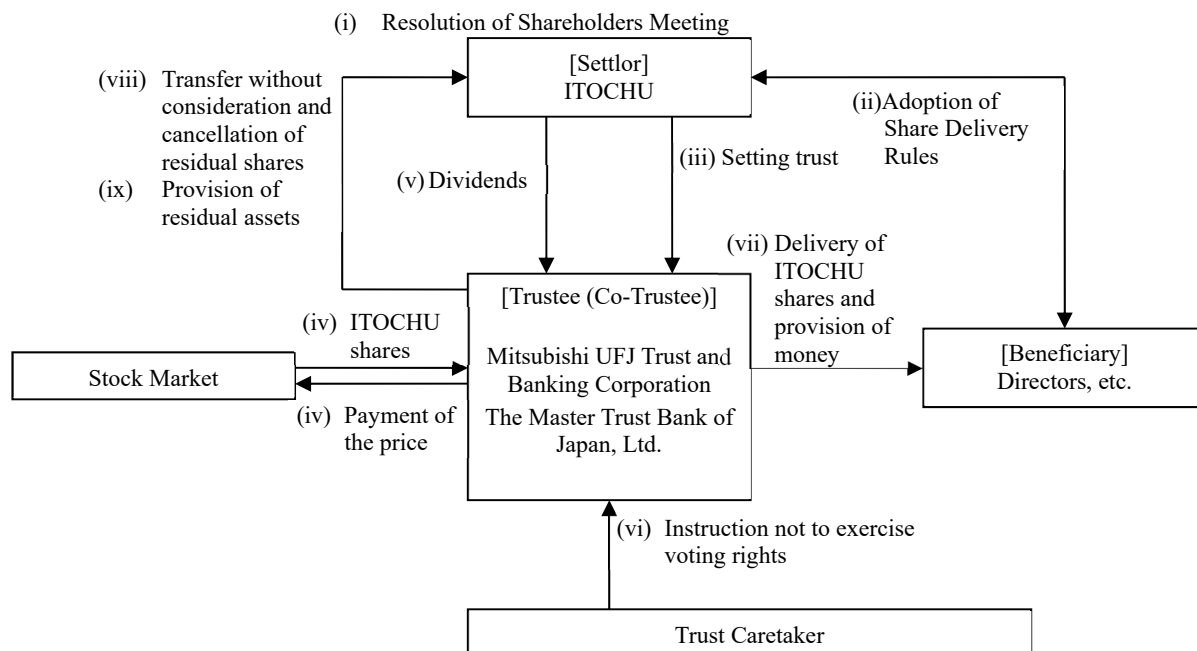 (i) Resolution of Shareholders Meeting
[Settlor]
ITOCHU
(viii) Transfer without
consideration and
cancellation of
residual shares
(ix) Provision of
residual assets
(ii)Adoption of
Share Delivery
Rules
(iii) Setting trust
(v) Dividends
(vii) Delivery of
ITOCHU
shares and
provision of
money
[Trustee (Co-Trustee)]
Mitsubishi UFJ Trust and
Banking Corporation
The Master Trust Bank of
Japan, Ltd.
(iv) ITOCHU
shares
Stock Market
(iv) Payment of
the price
[Beneficiary]
Directors, etc.
(vi) Instruction not to exercise
voting rights
Trust Caretaker